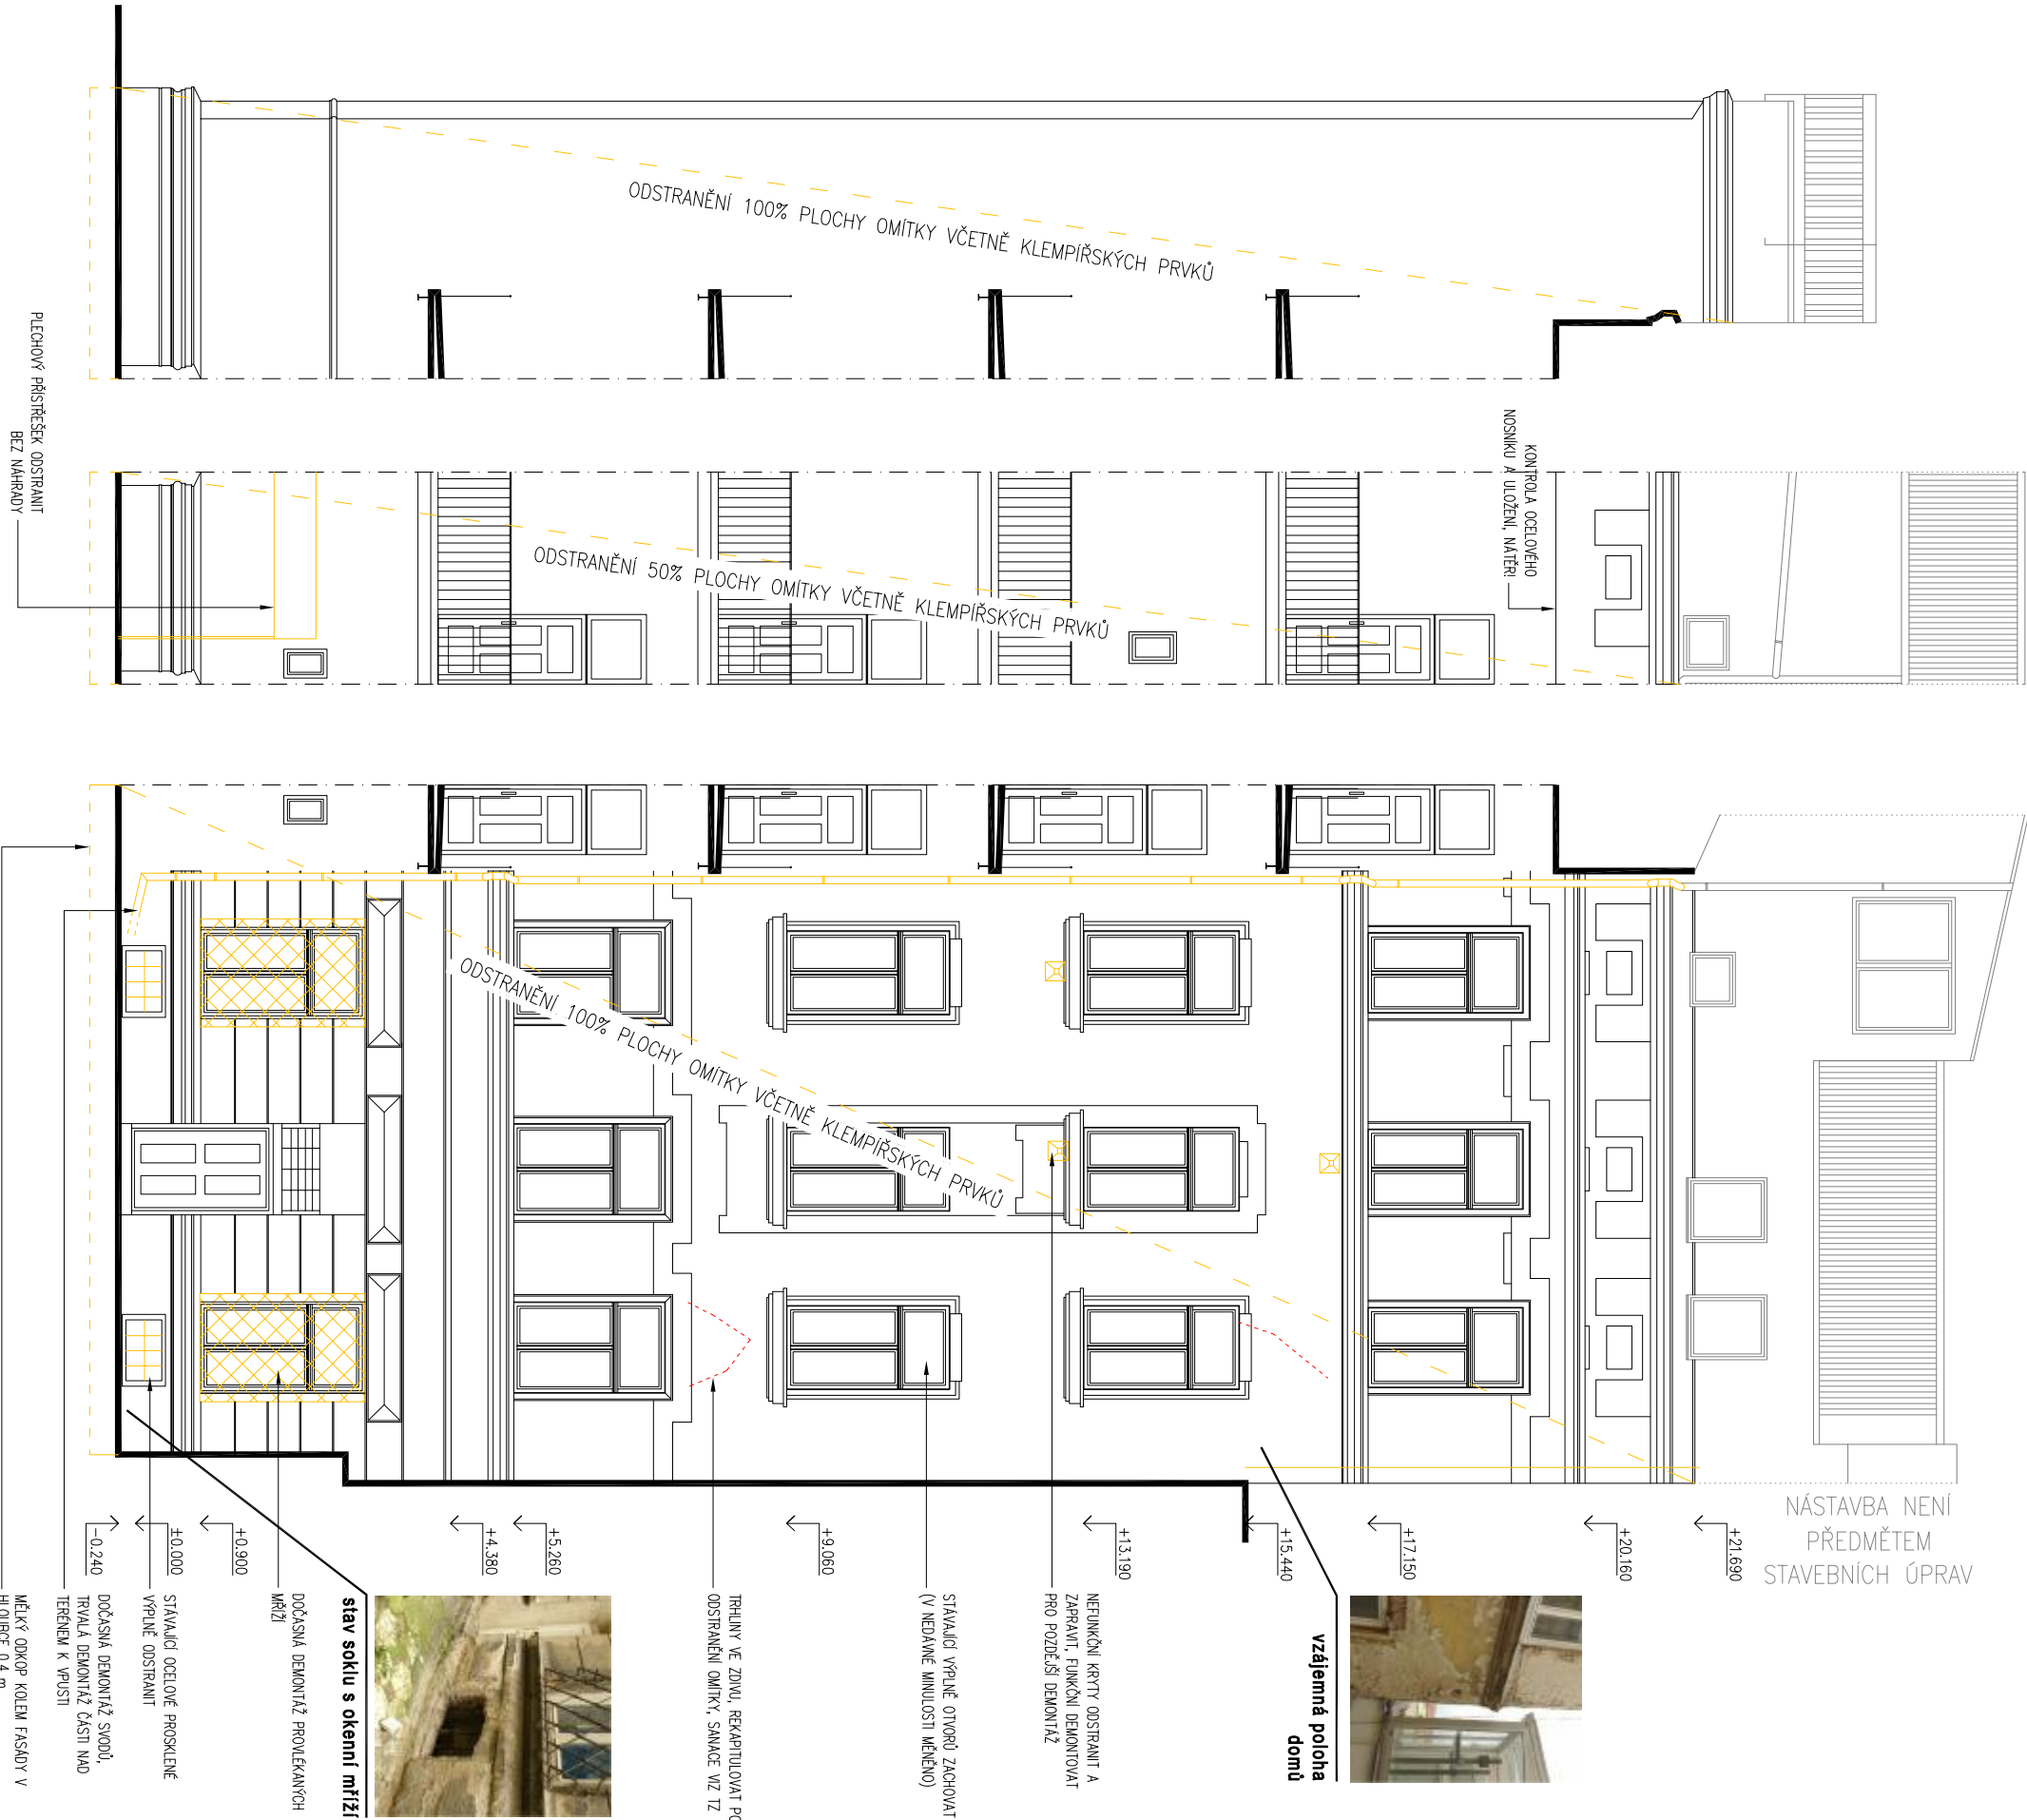 ODSTRANĚNÍ 100% PLOCHY OMÍTKY VČETNĚ KLEMPÍŘSKÝCH PRVKŮ
PLECHOVÝ PŘÍSTŘEŠEK ODSTRANIT
BEZ NÁHRADY
KONTROLA OCELOVÉHO
NOSNÍKU A ULOŽENÍ, NÁTĚR!
ODSTRANĚNÍ 50% PLOCHY OMÍTKY VČETNĚ KLEMPÍŘSKÝCH PRVKŮ
ODSTRANĚNÍ 100% PLOCHY OMÍTKY VČETNĚ KLEMPÍŘSKÝCH PRVKŮ
NÁSTAVBA NENÍ
PŘEDMĚTEM
STAVEBNÍCH ÚPRAV
+21.690
+20.160
+17.150
+15.440
+13.190
+9.060
+5.260
+4.380
+0.900
±0.000
-0.240
vzájemná poloha
domů
NEFUNKČNÍ KRYTY ODSTRANIT A
ZAPRAVIT, FUNKČNÍ DEMONTOVAT
PRO POZDĚJŠÍ DEMONTÁŽ
STÁVAJÍCÍ VÝPLNĚ OTVORŮ ZACHOVAT
(V NEDÁVNÉ MINULOSTI MĚNĚNO)
TRHLINY VE ZDIVU, REKAPITULOVAT PO
ODSTRANĚNÍ OMÍTKY, SANACE VIZ TZ
stav soklu s okenní mříží
DOČASNÁ DEMONTÁŽ PROVLÉKANÝCH
MŘÍŽÍ
STÁVAJÍCÍ OCELOVÉ PROSKLENÉ
VÝPLNĚ ODSTRANIT
DOČASNÁ DEMONTÁŽ SVODŮ,
TRVALÁ DEMONTÁŽ ČÁSTI NAD
TERÉNEM K VPUSTI
MĚLKÝ ODKOP KOLEM FASÁDY V
HLOUBCE 0,4 m